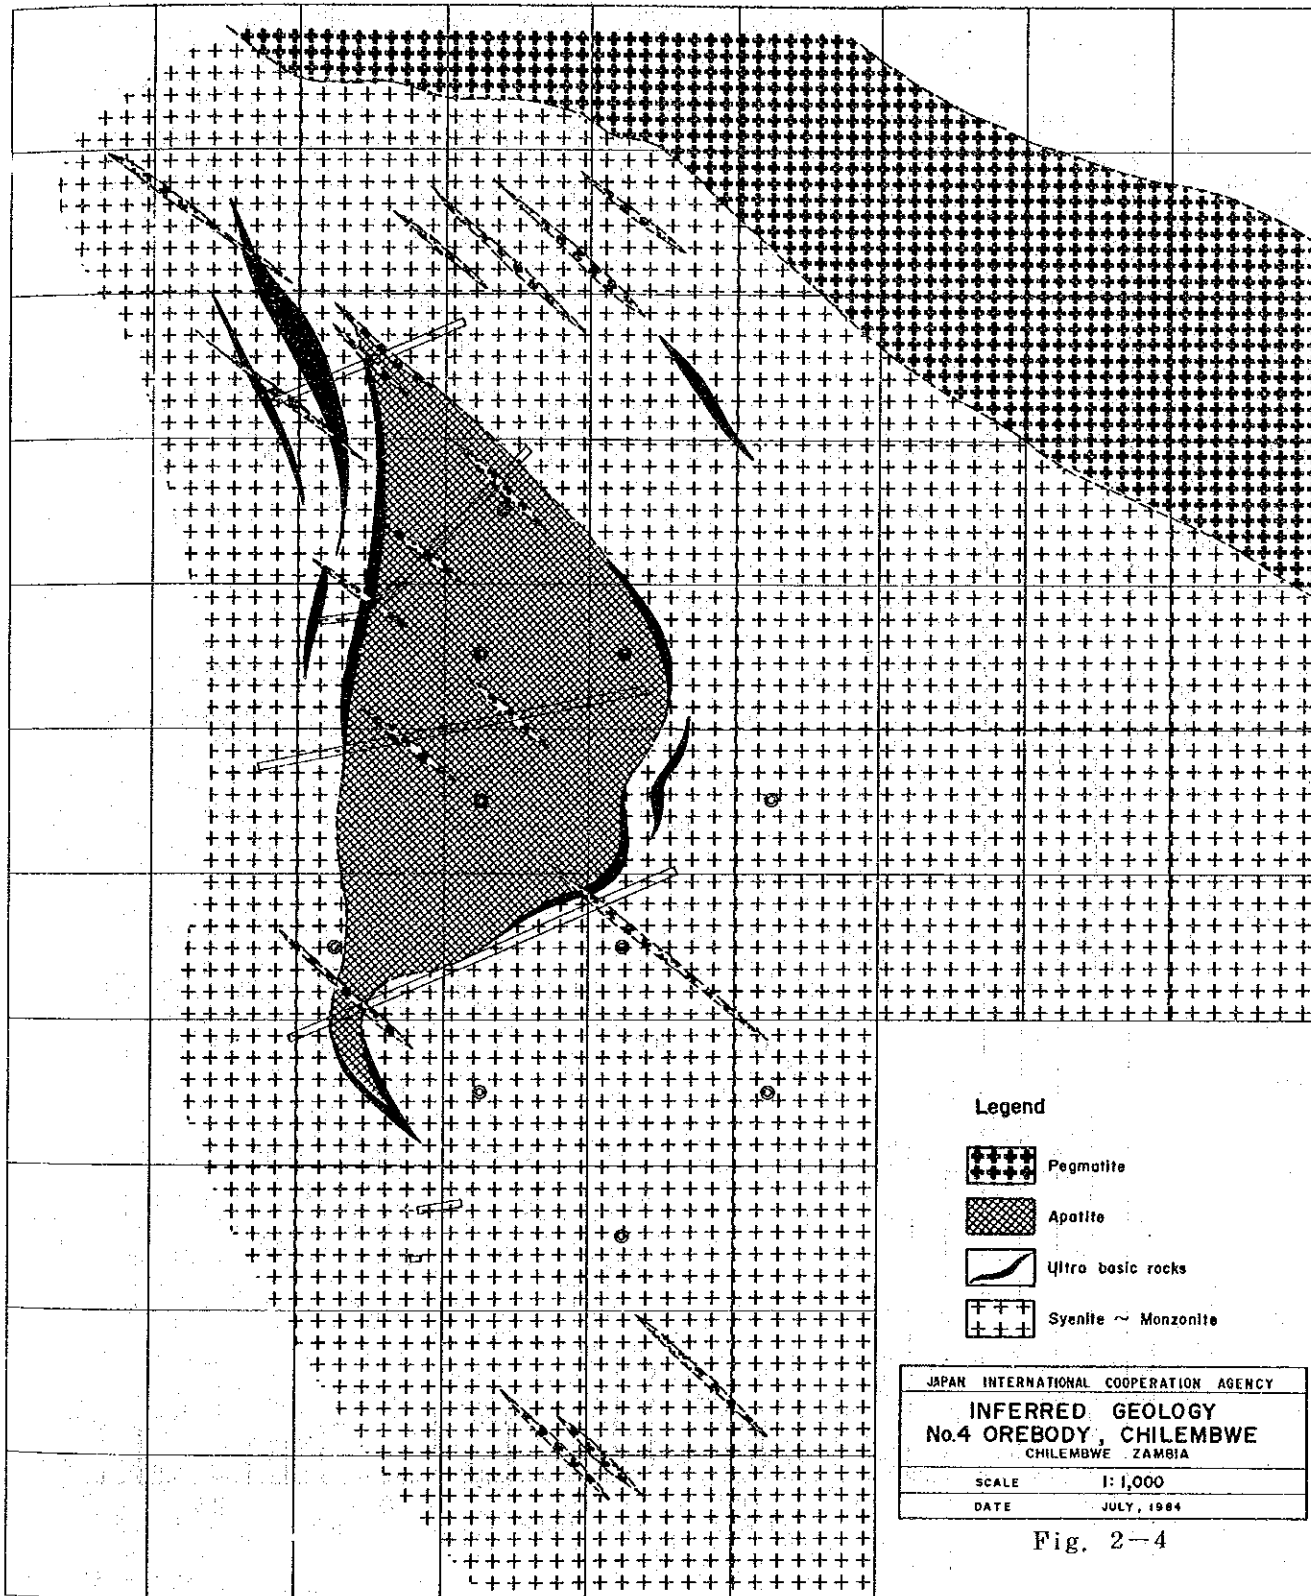 Legend
Pegmatite
Apatite
Ultra basic rocks
Syenite ~ Monzonite
JAPAN INTERNATIONAL COOPERATION AGENCY
INFERRED GEOLOGY
No.4 OREBODY, CHILEMBWE
CHILEMBWE ZAMBIA
SCALE 1:1,000
DATE JULY, 1984
Fig. 2-4